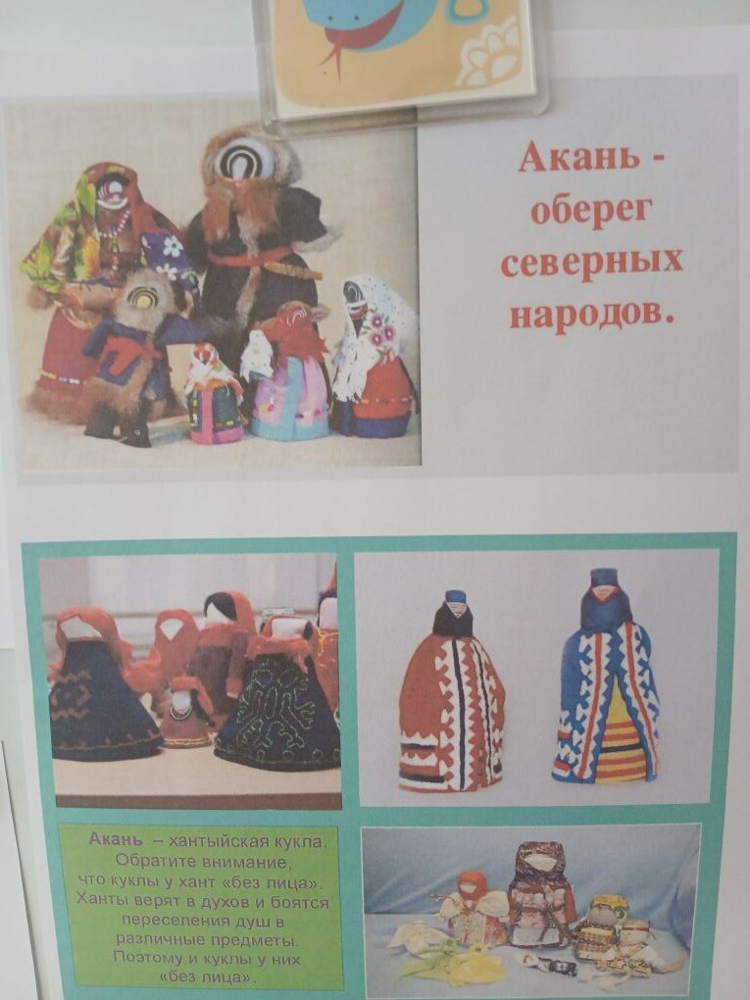 Акань -
оберег
северных
народов.
Акань – хантыйская кукла.
Обратите внимание,
что куклы у хант «без лица».
Ханты верят в духов и боятся
переселения душ в
различные предметы.
Поэтому и куклы у них
«без лица».